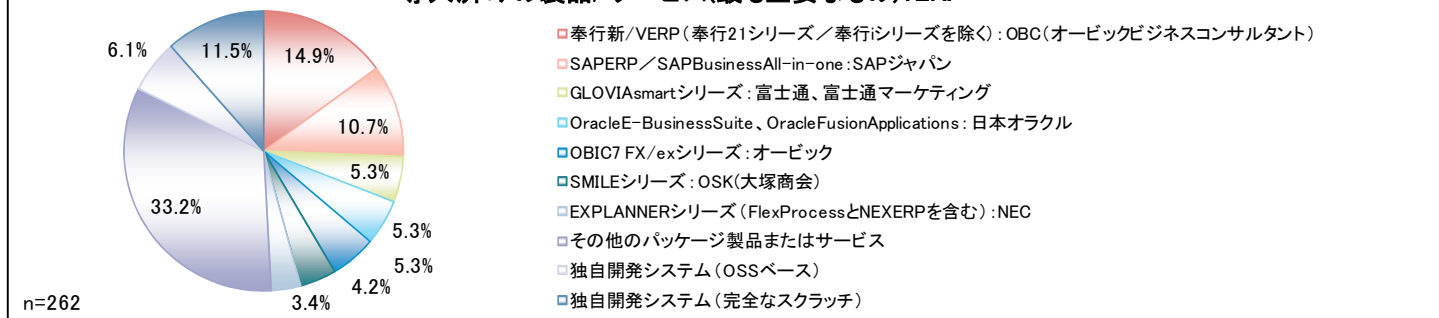 6.1%
11.5%
14.9%
10.7%
5.3%
33.2%
5.3%
5.3%
4.2%
3.4%
n=262
奉行新/VERP(奉行21シリーズ/奉行iシリーズを除く):OBC(オービックビジネスコンサルタント)
SAPERP/SAPBusinessAll-in-one:SAPジャパン
GLOVIAsmartシリーズ:富士通、富士通マーケティング
OracleE-BusinessSuite、OracleFusionApplications:日本オラクル
OBIC7 FX/exシリーズ:オービック
SMILEシリーズ:OSK(大塚商会)
EXPLANNERシリーズ(FlexProcessとNEXERPを含む):NEC
その他のパッケージ製品またはサービス
独自開発システム(OSSベース)
独自開発システム(完全なスクラッチ)